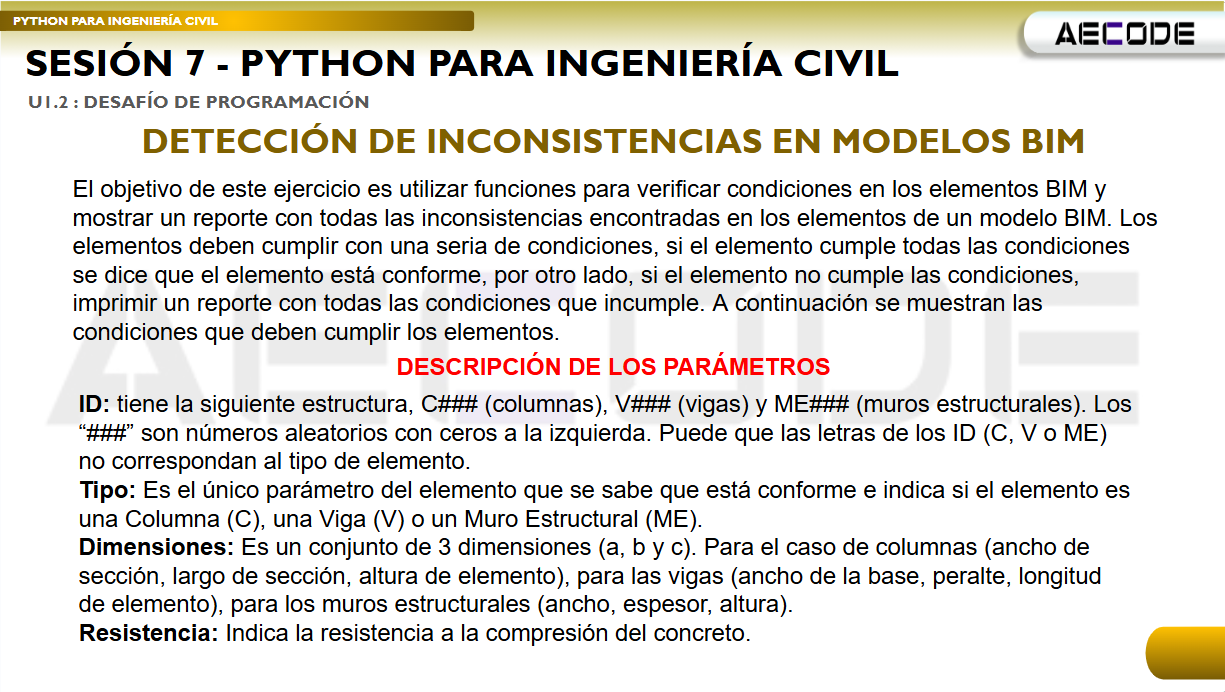 PYTHON PARA INGENIERÍA CIVIL
AECODE
SESIÓN 7 - PYTHON PARA INGENIERÍA CIVIL
U1.2 : DESAFÍO DE PROGRAMACIÓN
DETECCIÓN DE INCONSISTENCIAS EN MODELOS BIM
El objetivo de este ejercicio es utilizar funciones para verificar condiciones en los elementos BIM y
mostrar un reporte con todas las inconsistencias encontradas en los elementos de un modelo BIM. Los
elementos deben cumplir con una seria de condiciones, si el elemento cumple todas las condiciones
se dice que el elemento está conforme, por otro lado, si el elemento no cumple las condiciones,
imprimir un reporte con todas las condiciones que incumple. A continuación se muestran las
condiciones que deben cumplir los elementos.
AECODE
DESCRIPCIÓN DE LOS PARÁMETROS
ID: tiene la siguiente estructura, C### (columnas), V### (vigas) y ME### (muros estructurales). Los
“###” son números aleatorios con ceros a la izquierda. Puede que las letras de los ID (C, V o ME)
no correspondan al tipo de elemento.
Tipo: Es el único parámetro del elemento que se sabe que está conforme e indica si el elemento es
una Columna (C), una Viga (V) o un Muro Estructural (ME).
Dimensiones: Es un conjunto de 3 dimensiones (a, b y c). Para el caso de columnas (ancho de
sección, largo de sección, altura de elemento), para las vigas (ancho de la base, peralte, longitud
de elemento), para los muros estructurales (ancho, espesor, altura).
Resistencia: Indica la resistencia a la compresión del concreto.